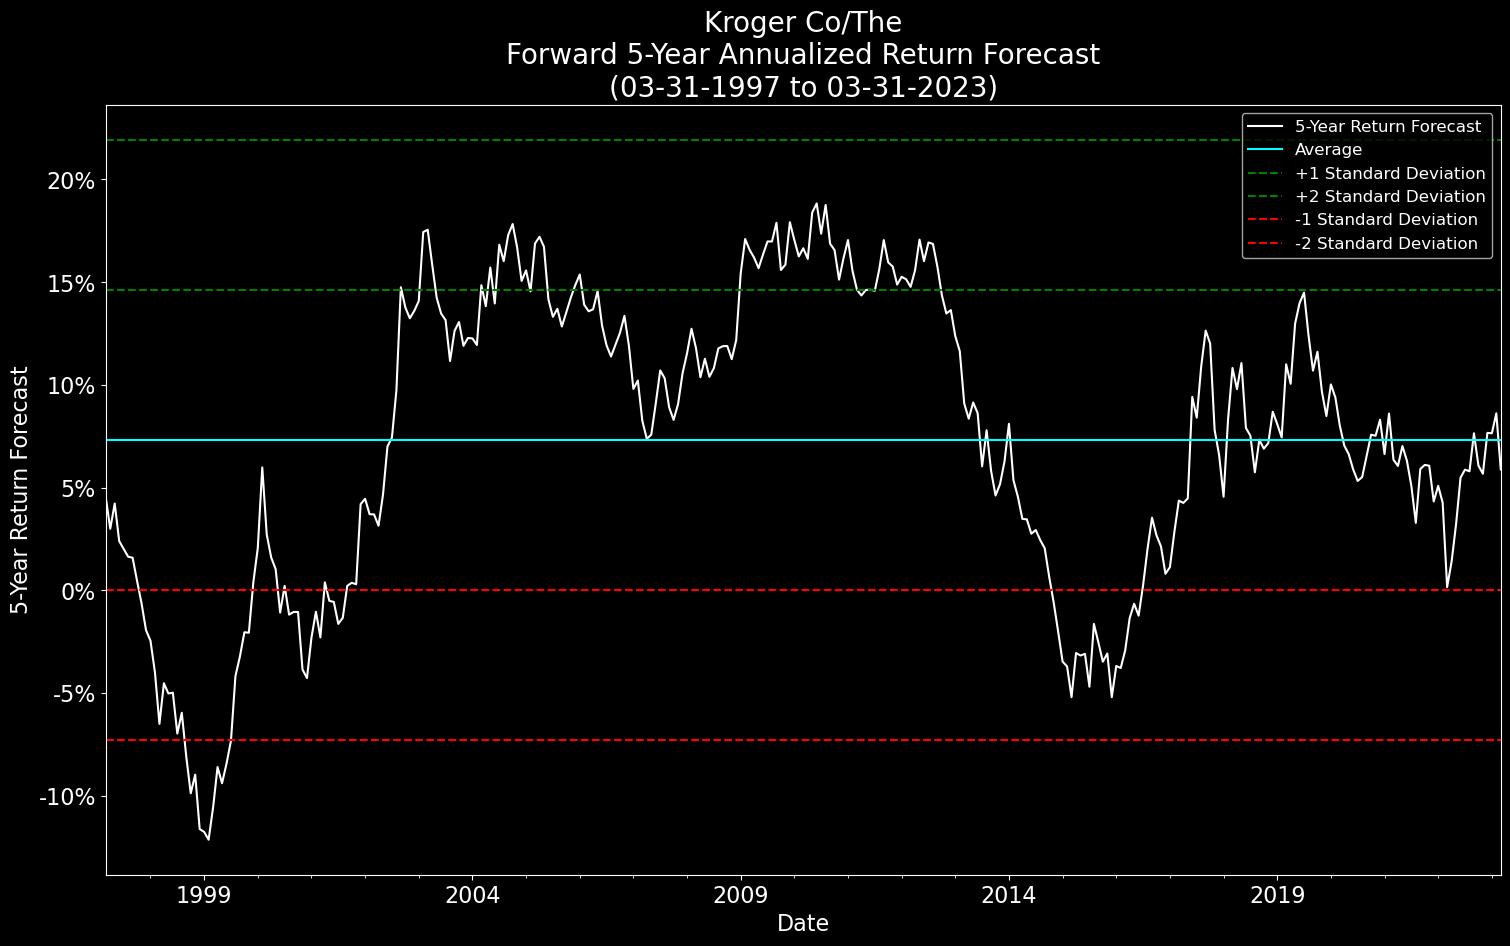 Kroger Co/The
Forward 5-Year Annualized Return Forecast
(03-31-1997 to 03-31-2023)
5-Year Return Forecast
Average
+1 Standard Deviation
+2 Standard Deviation
-1 Standard Deviation
-2 Standard Deviation
20%
15%
10%
5%
0%
-5%
-10%
5-Year Return Forecast
1999
2004
2009
2014
2019
Date